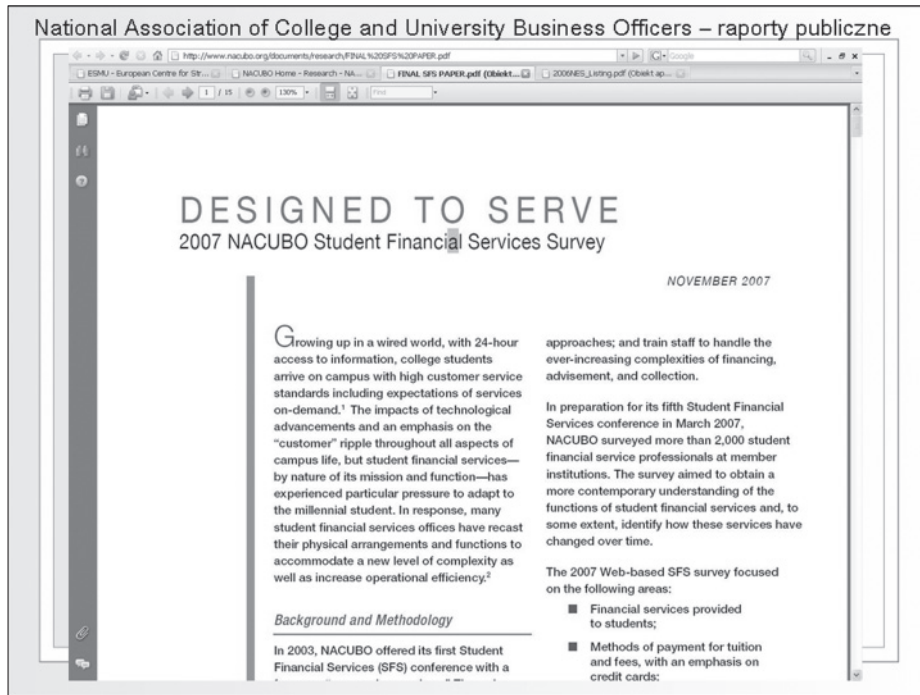 National Association of College and University Business Officers – raporty publiczne
http://www.nacubo.org/documents/research/FINAL%20SFS%20PAPER.pdf
Google
ESMU - European Centre for Str...
NACUBO Home - Research - NA...
FINAL SFS PAPER.pdf (Obiekt...
2006NES_Listing.pdf (Obiekt ap...
1 / 15
130%
Find
DESIGNED TO SERVE
2007 NACUBO Student Financial Services Survey
NOVEMBER 2007
Growing up in a wired world, with 24-hour
access to information, college students
arrive on campus with high customer service
standards including expectations of services
on-demand.¹ The impacts of technological
advancements and an emphasis on the
“customer” ripple throughout all aspects of
campus life, but student financial services—
by nature of its mission and function—has
experienced particular pressure to adapt to
the millennial student. In response, many
student financial services offices have recast
their physical arrangements and functions to
accommodate a new level of complexity as
well as increase operational efficiency.²
Background and Methodology
In 2003, NACUBO offered its first Student
Financial Services (SFS) conference with a
approaches; and train staff to handle the
ever-increasing complexities of financing,
advisement, and collection.
In preparation for its fifth Student Financial
Services conference in March 2007,
NACUBO surveyed more than 2,000 student
financial service professionals at member
institutions. The survey aimed to obtain a
more contemporary understanding of the
functions of student financial services and, to
some extent, identify how these services have
changed over time.
The 2007 Web-based SFS survey focused
on the following areas:
■ Financial services provided
to students;
■ Methods of payment for tuition
and fees, with an emphasis on
credit cards;